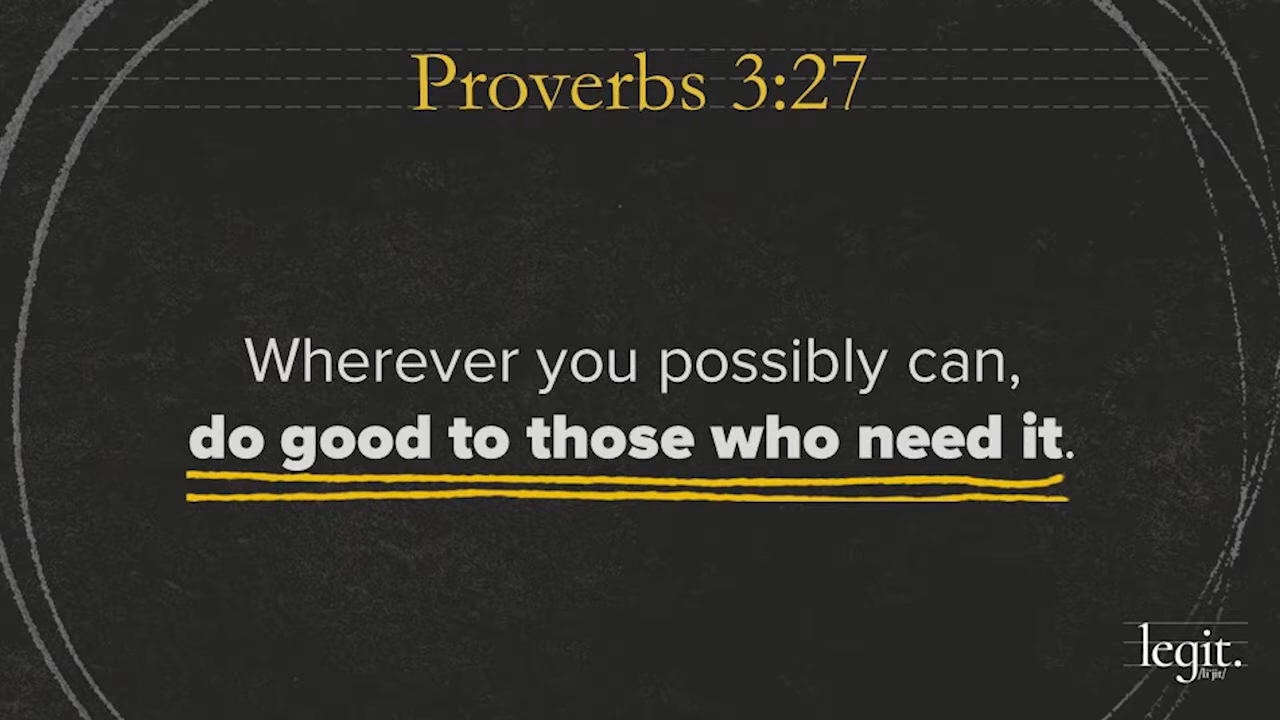 Proverbs 3:27
Wherever you possibly can,
do good to those who need it.
legit.